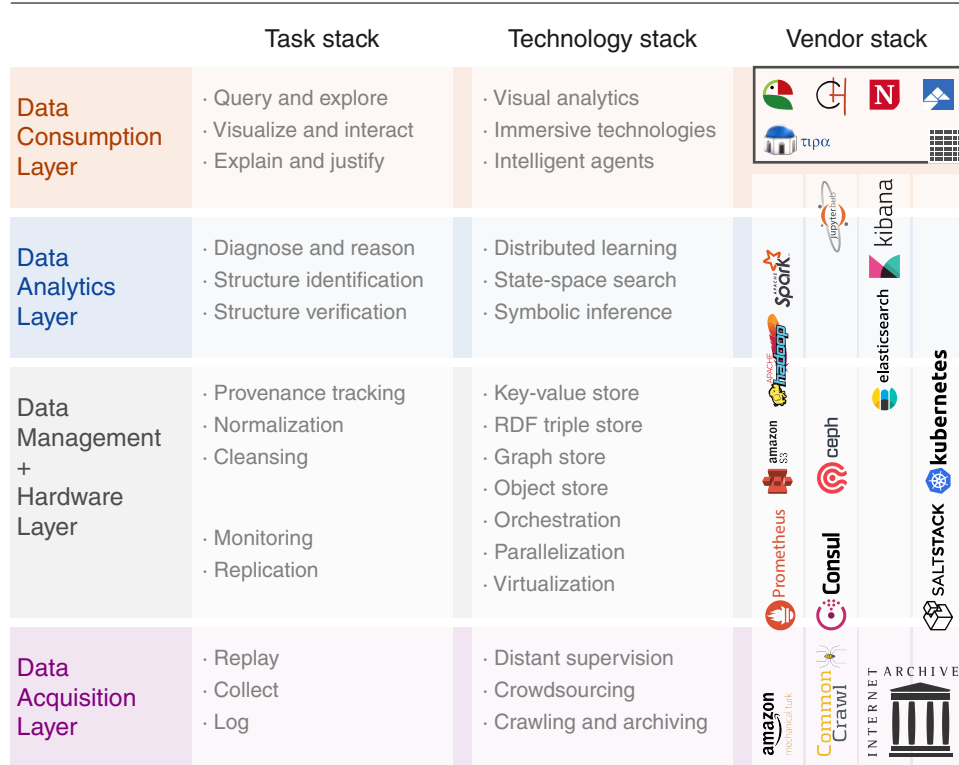 Task stack
Technology stack
Vendor stack
Data
Consumption
Layer
· Query and explore
· Visualize and interact
· Explain and justify
· Visual analytics
· Immersive technologies
· Intelligent agents
N
τιρα
Data
Analytics
Layer
· Diagnose and reason
· Structure identification
· Structure verification
· Distributed learning
· State-space search
· Symbolic inference
jupyterhub
kibana
APACHE
Spark
elasticsearch
APACHE
hadoop
Data
Management
+
Hardware
Layer
· Provenance tracking
· Normalization
· Cleansing
· Monitoring
· Replication
· Key-value store
· RDF triple store
· Graph store
· Object store
· Orchestration
· Parallelization
· Virtualization
amazon
S3
ceph
kubernetes
Prometheus
Consul
SALTSTACK
Data
Acquisition
Layer
· Replay
· Collect
· Log
· Distant supervision
· Crowdsourcing
· Crawling and archiving
amazon
mechanical turk
Common
Crawl
INTERNET
ARCHIVE